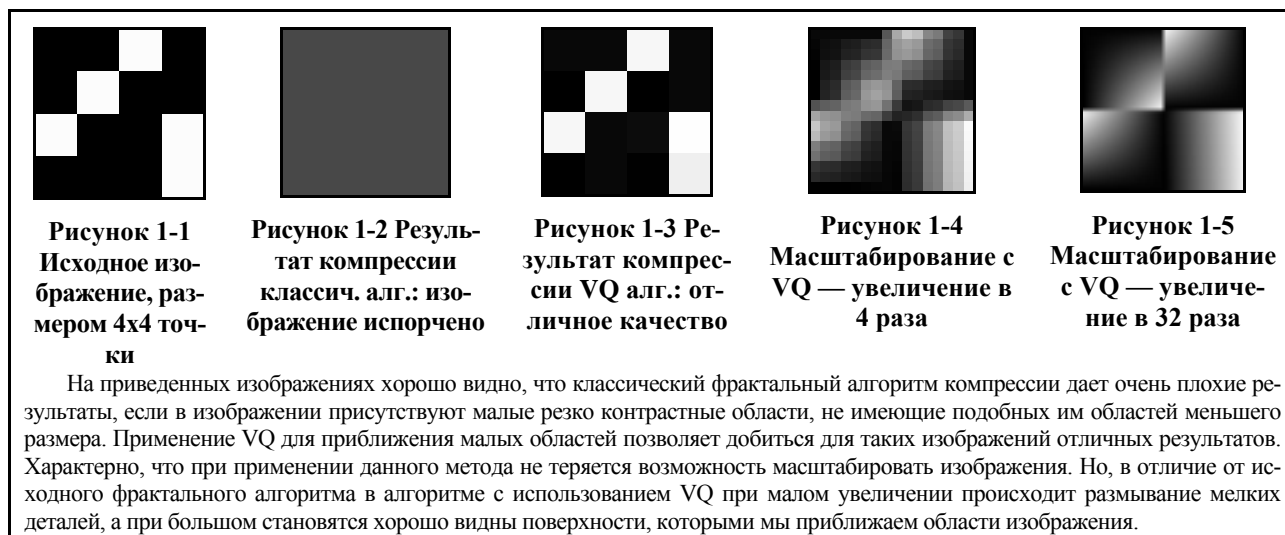 Рисунок 1-1
Исходное изо-
бражение, раз-
мером 4x4 точ-
ки
Рисунок 1-2 Резуль-
тат компрессии
классич. алг.: изо-
бражение испорчено
Рисунок 1-3 Ре-
зультат компрес-
сии VQ алг.: от-
личное качество
Рисунок 1-4
Масштабирование с
VQ — увеличение в
4 раза
Рисунок 1-5
Масштабирование
с VQ — увеличе-
ние в 32 раза
На приведенных изображениях хорошо видно, что классический фрактальный алгоритм компрессии дает очень плохие ре-
зультаты, если в изображении присутствуют малые резко контрастные области, не имеющие подобных им областей меньшего
размера. Применение VQ для приближения малых областей позволяет добиться для таких изображений отличных результатов.
Характерно, что при применении данного метода не теряется возможность масштабировать изображения. Но, в отличие от ис-
ходного фрактального алгоритма в алгоритме с использованием VQ при малом увеличении происходит размывание мелких
деталей, а при большом становятся хорошо видны поверхности, которыми мы приближаем области изображения.